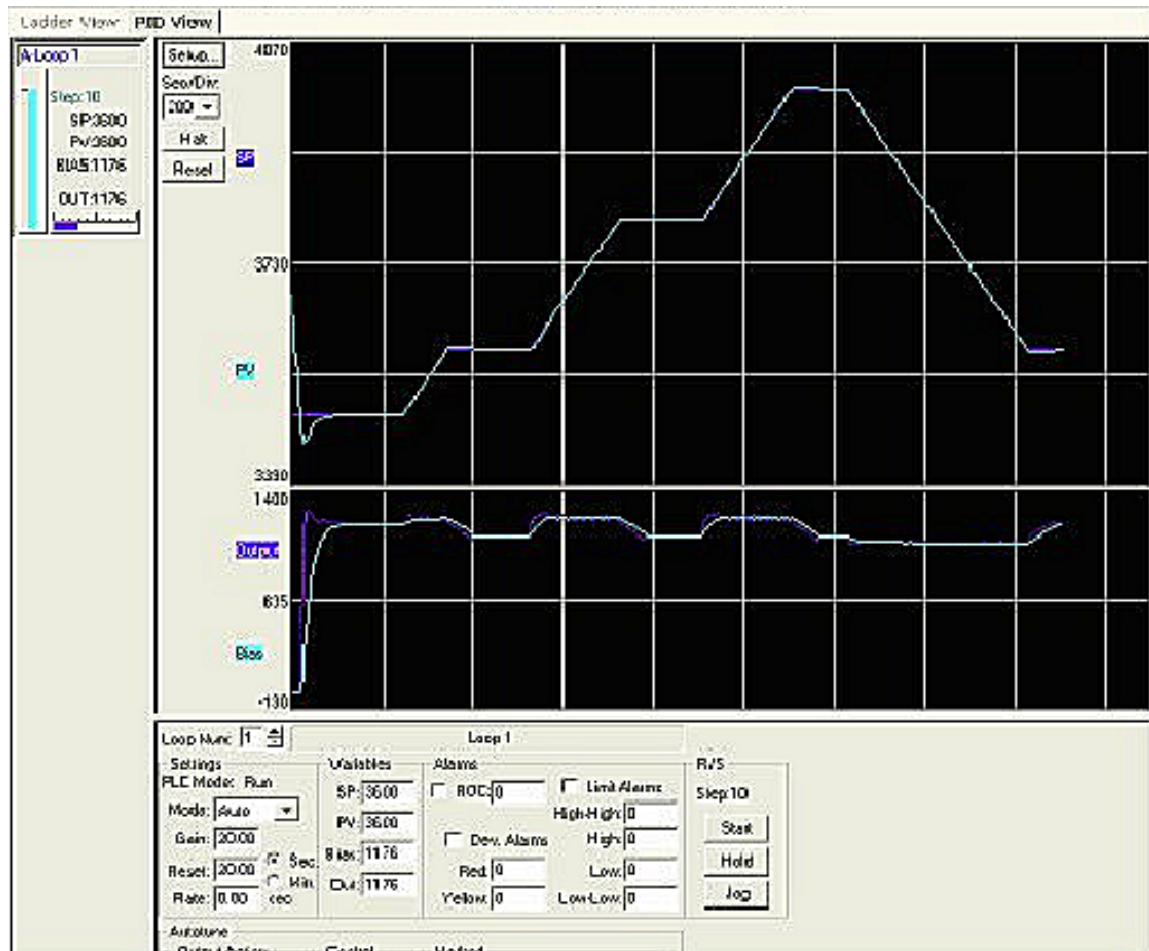 Ladder View PID View
A:Loop 1
Step:10
SP:3600
PV:3600
BIAS:1176
OUT:1176
Setup...
Sec/Div:
200
Halt
Reset
4070
SP
3730
PV
3390
1400
Output
635
Bias
-130
Loop Num: 1
Loop 1
Settings
PLC Mode: Run
Mode: Auto
Gain: 20.00
Reset: 20.00
Sec.
Min.
Rate: 0.00 sec
Variables
SP: 3600
PV: 3600
Bias: 1176
Out: 1176
Alarms
ROC: 0
Dev. Alarms
Red: 0
Yellow: 0
Limit Alarms
High-High: 0
High: 0
Low: 0
Low-Low: 0
R/S
Step:10
Start
Hold
Jog
Autotune